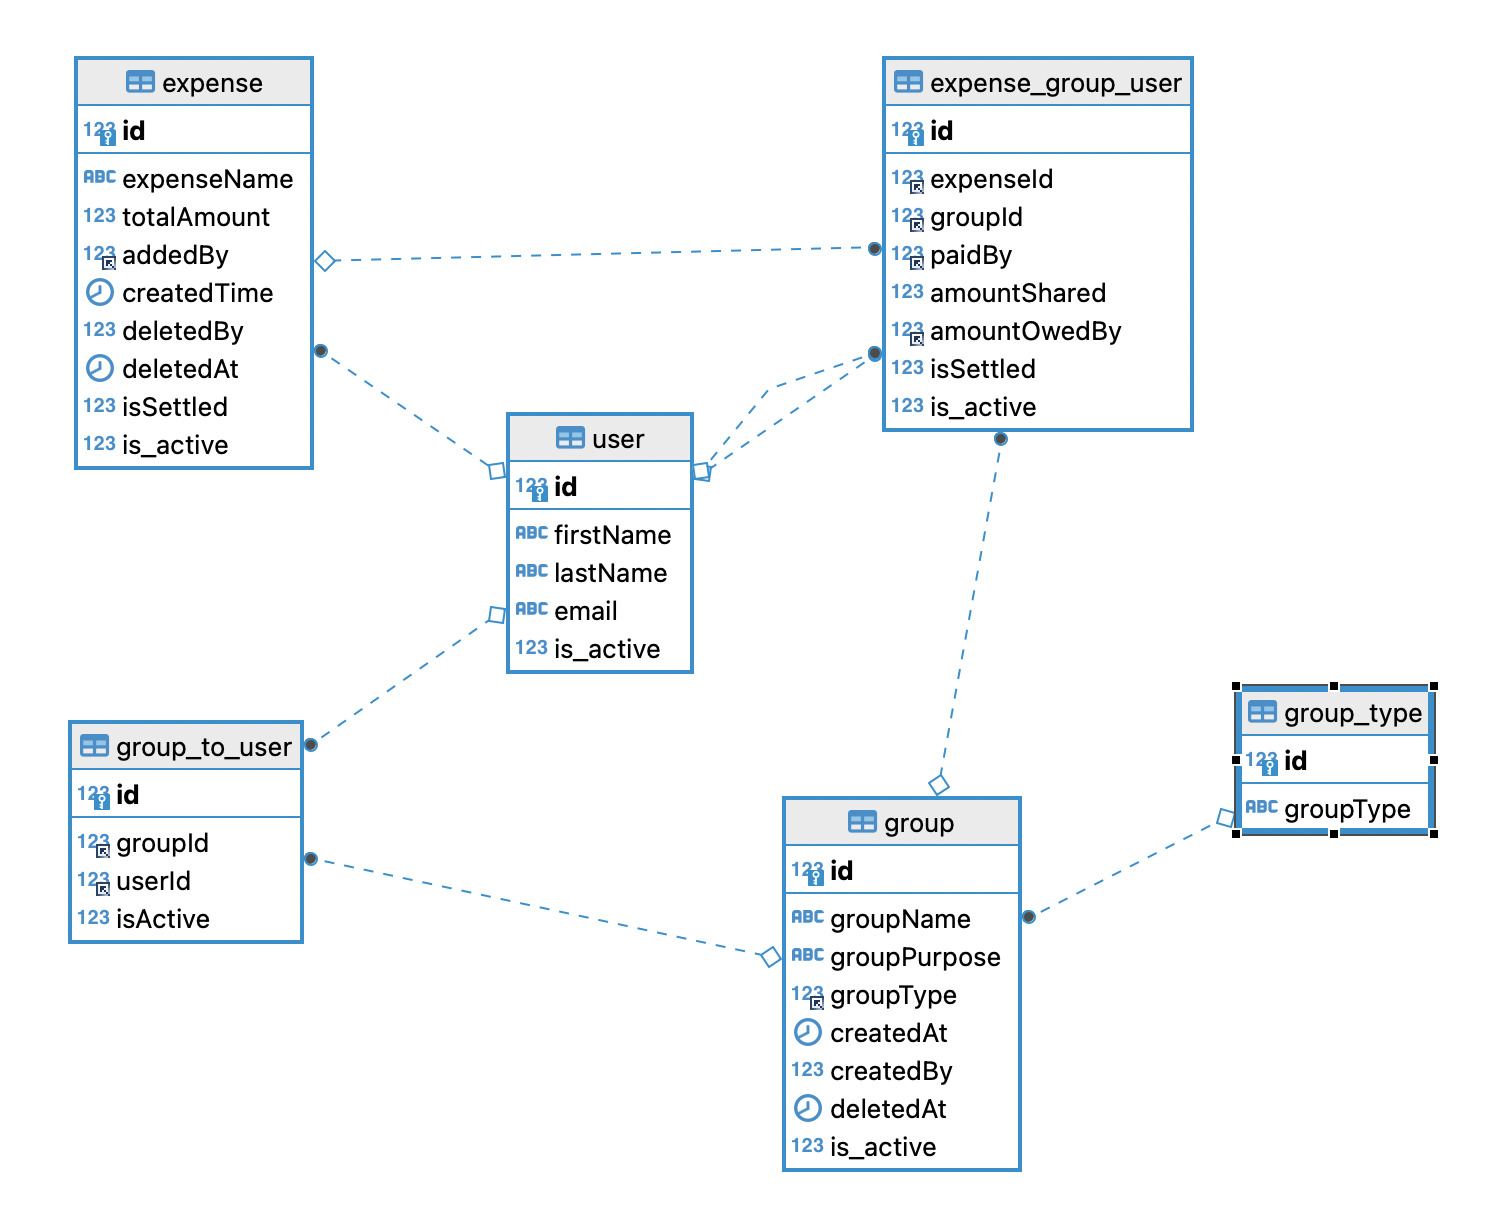 expense
123 id
ABC expenseName
123 totalAmount
123 addedBy
createdTime
123 deletedBy
deletedAt
123 isSettled
123 is_active
expense_group_user
123 id
123 expenseId
123 groupId
123 paidBy
123 amountShared
123 amountOwedBy
123 isSettled
123 is_active
user
123 id
ABC firstName
ABC lastName
ABC email
123 is_active
group_to_user
123 id
123 groupId
123 userId
123 isActive
group
123 id
ABC groupName
ABC groupPurpose
123 groupType
createdAt
123 createdBy
deletedAt
123 is_active
group_type
123 id
ABC groupType